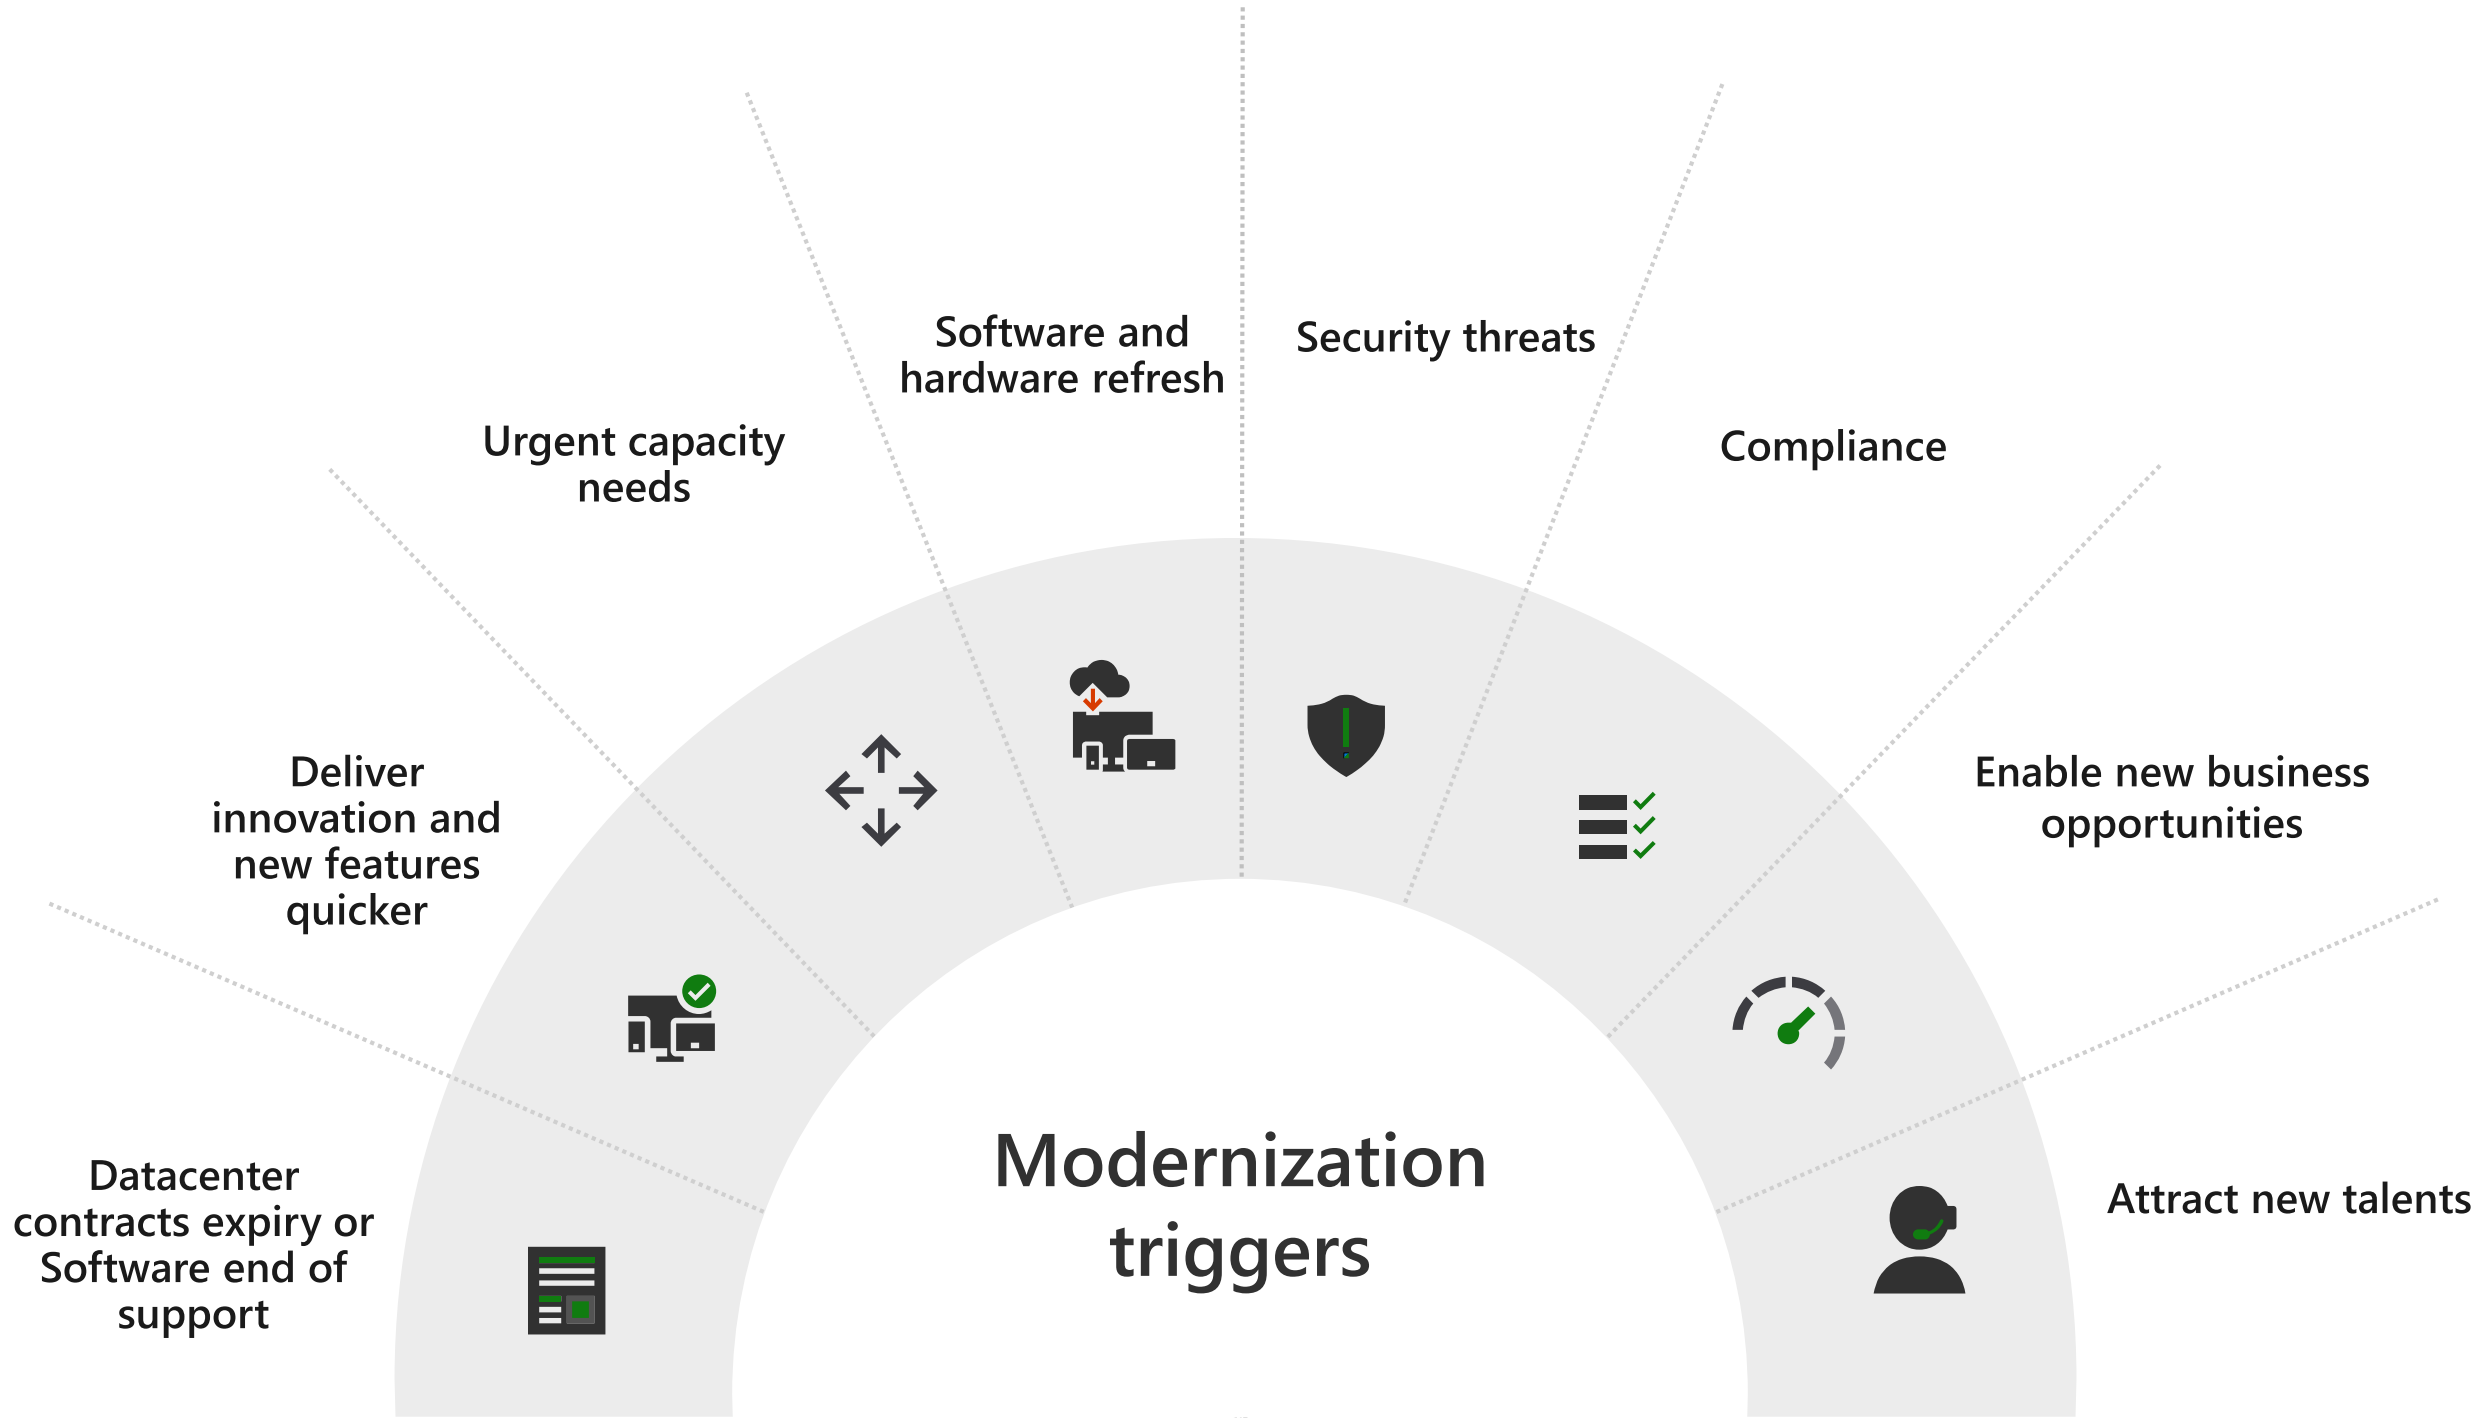 Software and
hardware refresh
Security threats
Urgent capacity
needs
Compliance
Deliver
innovation and
new features
quicker
Enable new business
opportunities
Datacenter
contracts expiry or
Software end of
support
Attract new talents
Modernization
triggers